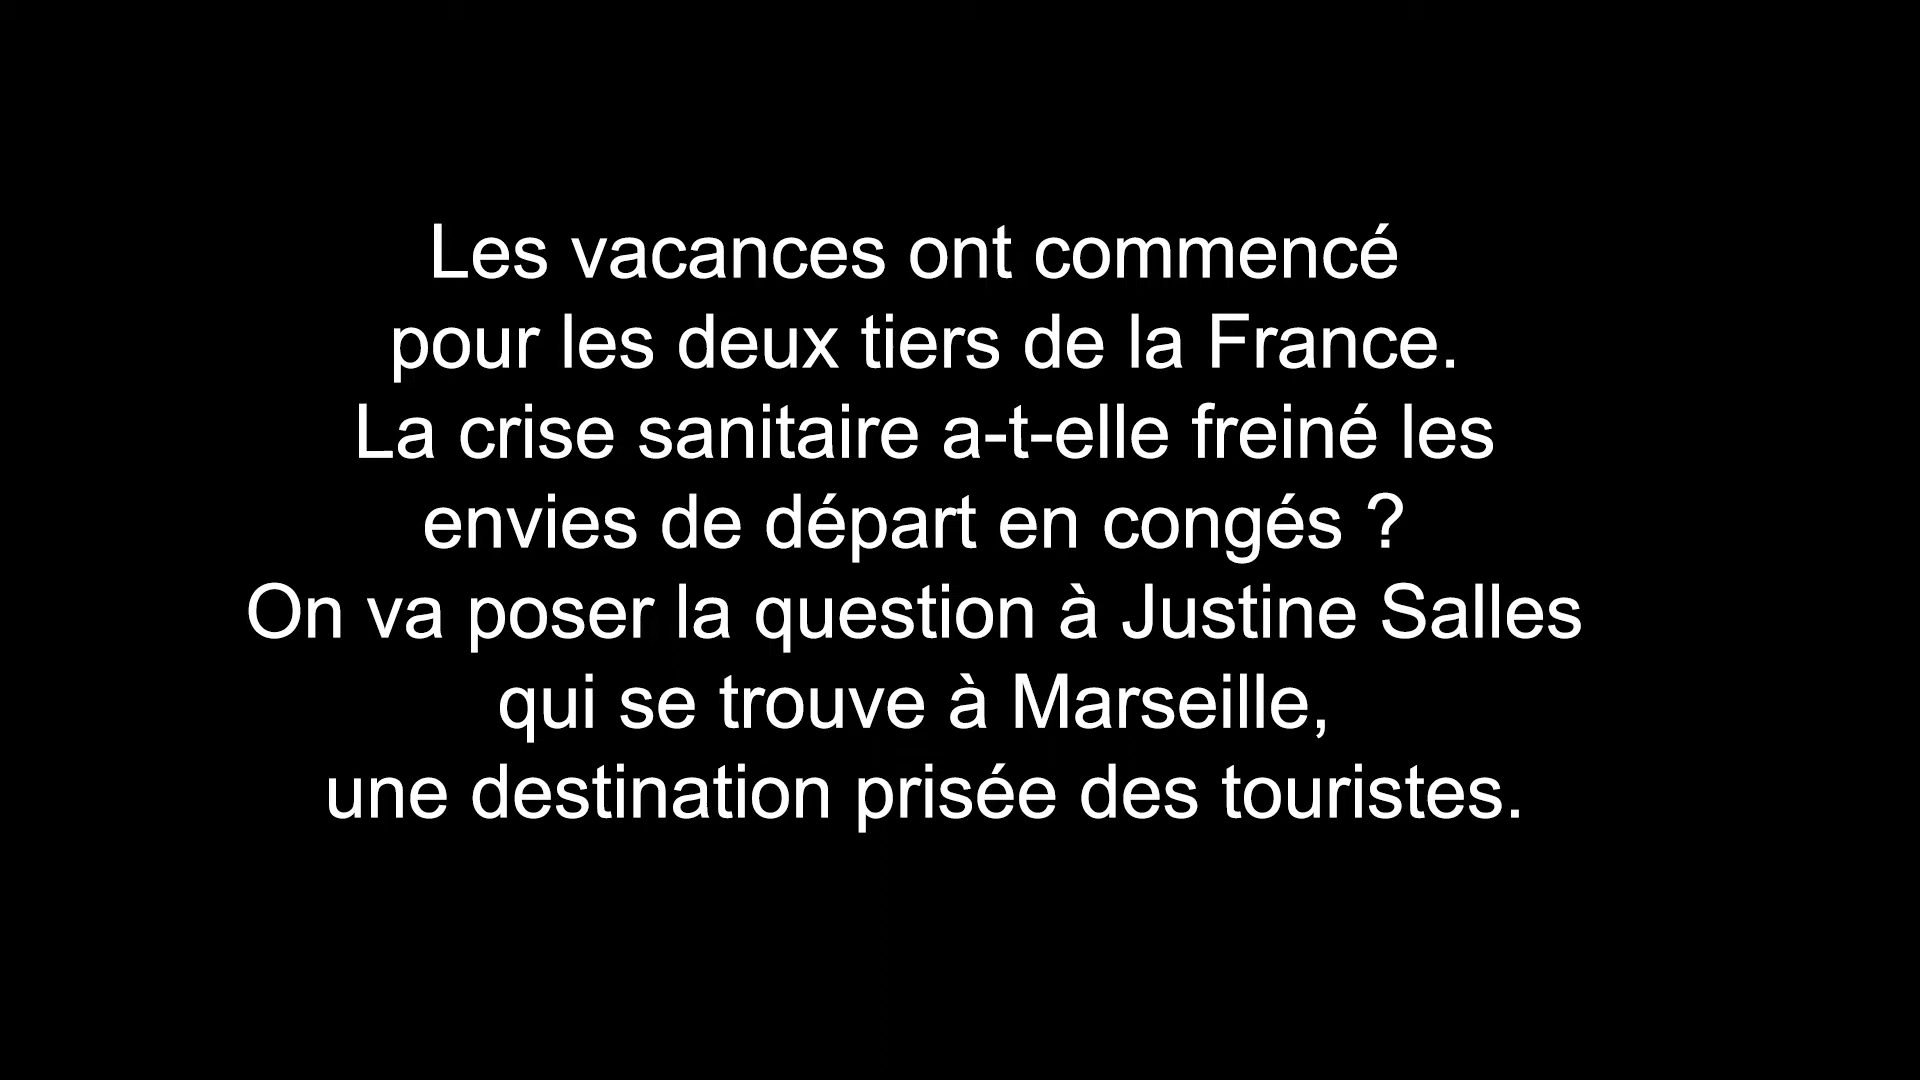 Les vacances ont commencé
pour les deux tiers de la France.
La crise sanitaire a-t-elle freiné les
envies de départ en congés ?
On va poser la question à Justine Salles
qui se trouve à Marseille,
une destination prisée des touristes.